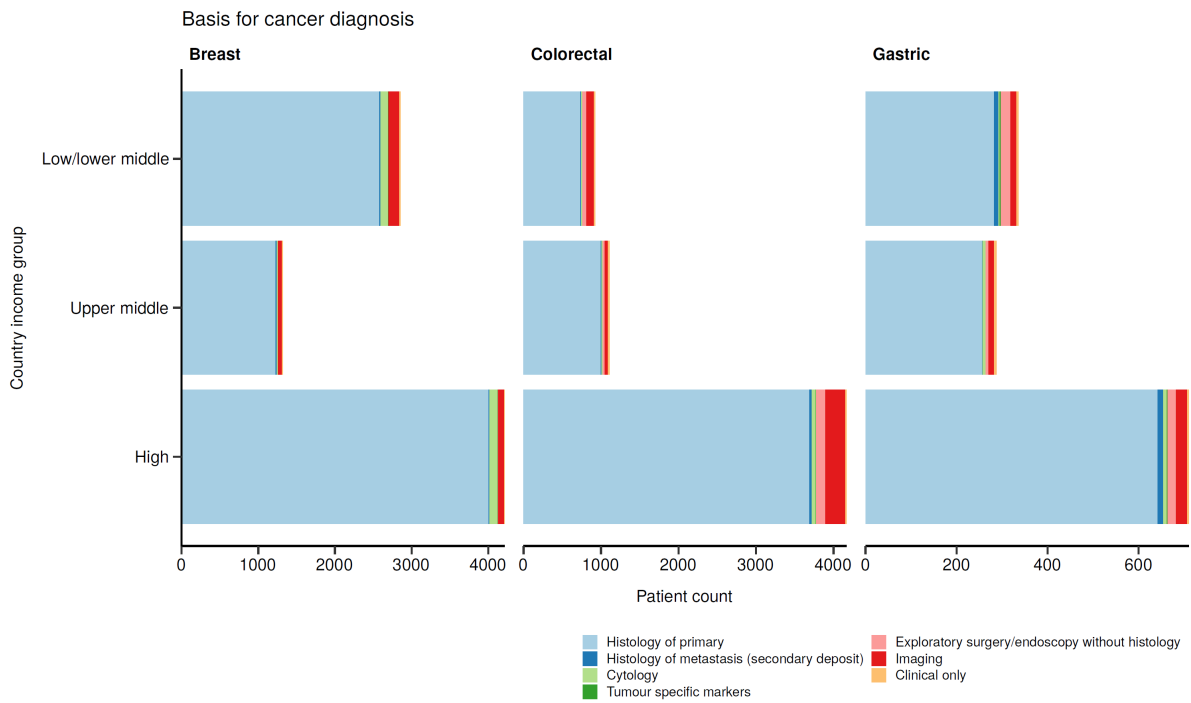 Basis for cancer diagnosis
Breast
Colorectal
Gastric
Country income group
Low/lower middle
Upper middle
High
0 1000 2000 3000 4000
0 1000 2000 3000 4000
0 200 400 600
Patient count
Histology of primary
Histology of metastasis (secondary deposit)
Cytology
Tumour specific markers
Exploratory surgery/endoscopy without histology
Imaging
Clinical only